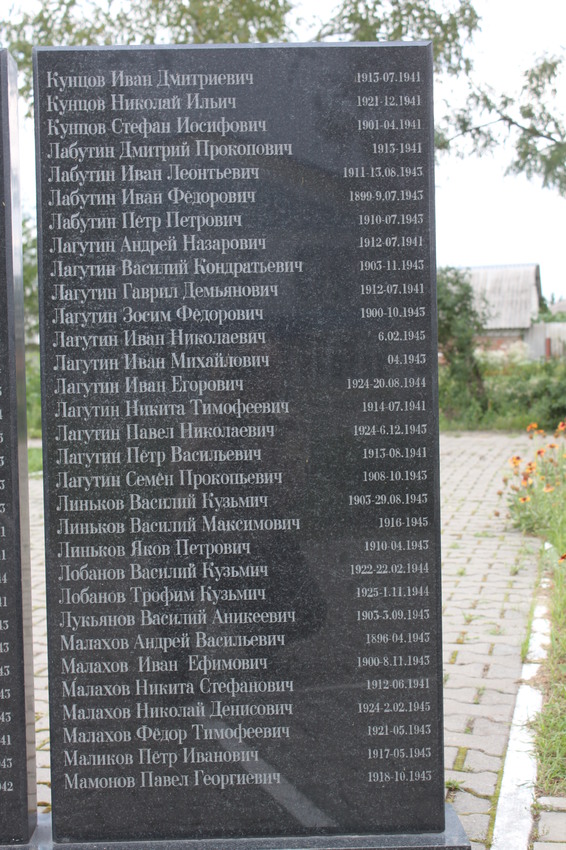 Купцов Иван Дмитриевич 1913-07.1941
Купцов Николай Ильич 1921-12.1941
Купцов Стефан Иосифович 1901-04.1941
Лабутин Дмитрий Прокопович 1913-1941
Лабутин Иван Леонтьевич 1911-13.08.1943
Лабутин Иван Фёдорович 1899-9.07.1943
Лабутин Пётр Петрович 1910-07.1943
Лагутин Андрей Назарович 1912-07.1941
Лагутин Василий Кондратьевич 1903-11.1943
Лагутин Гаврил Демьянович 1912-07.1941
Лагутин Зосим Фёдорович 1900-10.1943
Лагутин Иван Николаевич 6.02.1945
Лагутин Иван Михайлович 04.1943
Лагутин Иван Егорович 1924-20.08.1944
Лагутин Никита Тимофеевич 1914-07.1941
Лагутин Павел Николаевич 1924-6.12.1943
Лагутин Пётр Васильевич 1913-08.1941
Лагутин Семён Прокопьевич 1908-10.1943
Линьков Василий Кузьмич 1903-29.08.1943
Линьков Василий Максимович 1916-1945
Линьков Яков Петрович 1910-04.1943
Лобанов Василий Кузьмич 1922-22.02.1944
Лобанов Трофим Кузьмич 1925-1.11.1944
Лукьянов Василий Аникеевич 1903-3.09.1943
Малахов Андрей Васильевич 1896-04.1943
Малахов Иван Ефимович 1900-8.11.1943
Малахов Никита Стефанович 1912-06.1941
Малахов Николай Денисович 1924-2.02.1945
Малахов Фёдор Тимофеевич 1921-05.1943
Маликов Пётр Иванович 1917-05.1943
Мамонов Павел Георгиевич 1918-10.1943